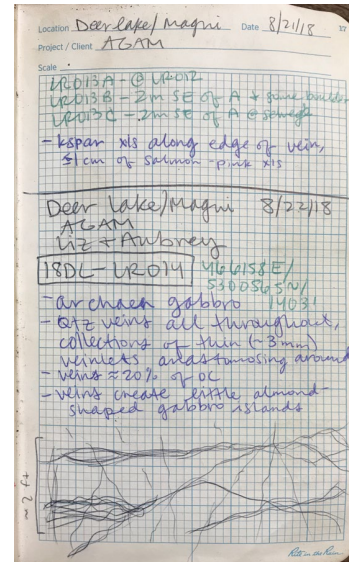 Location Deer lake/Magni Date 8/21/18 37
Project / Client AGAM
Scale
LR013A - @ LR012
LR013B - 2m SE of A + same boulder
LR013C - 2m SE of A @
- kspar xls along edge of vein,
≤1cm of salmon-pink xls
Deer lake/Magni 8/22/18
AGAM
Liz + Aubrey
18DL-LR014 466158E/
5300565N/
1403'
- archaen gabbro
- Qtz veins all throughout,
collections of thin (~3mm)
veinlets anastomosing around
- veins ≈ 20% of OC
- veins create little almond
shaped gabbro islands
~2 ft
Rite in the Rain